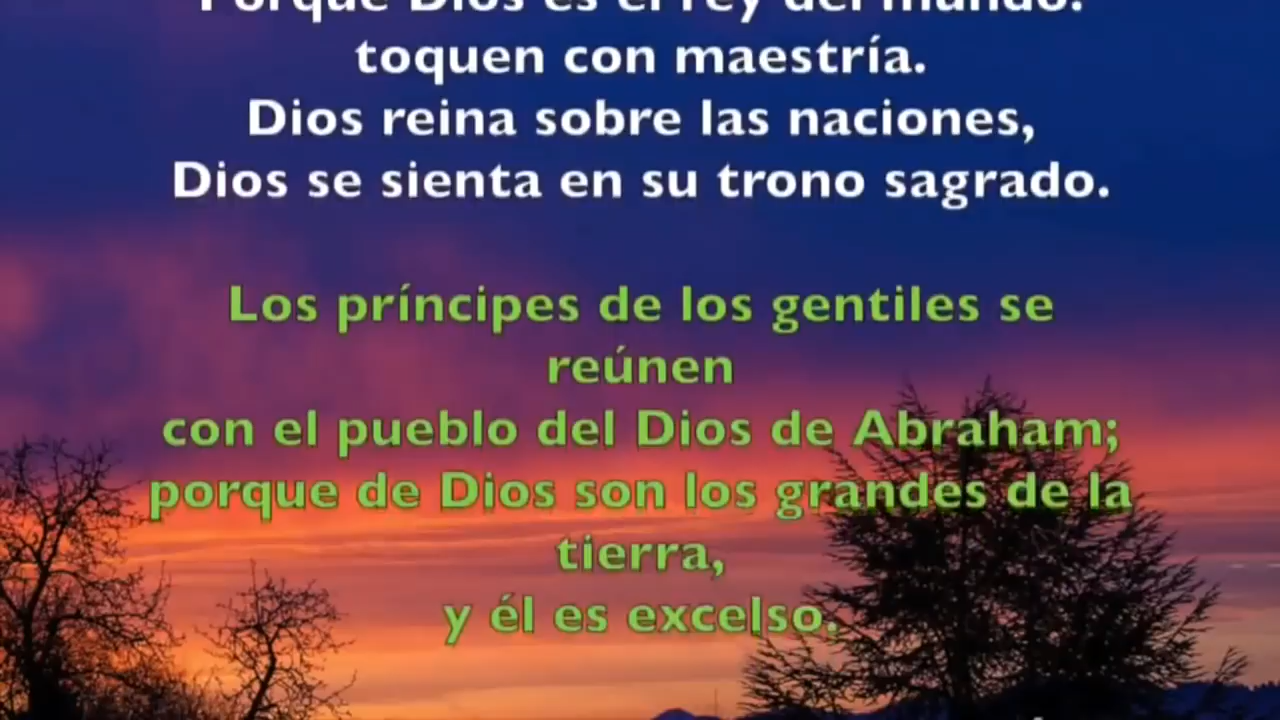 Porque Dios es el rey del mundo:
toquen con maestría.
Dios reina sobre las naciones,
Dios se sienta en su trono sagrado.
Los príncipes de los gentiles se
reúnen
con el pueblo del Dios de Abraham;
porque de Dios son los grandes de la
tierra,
y él es excelso.